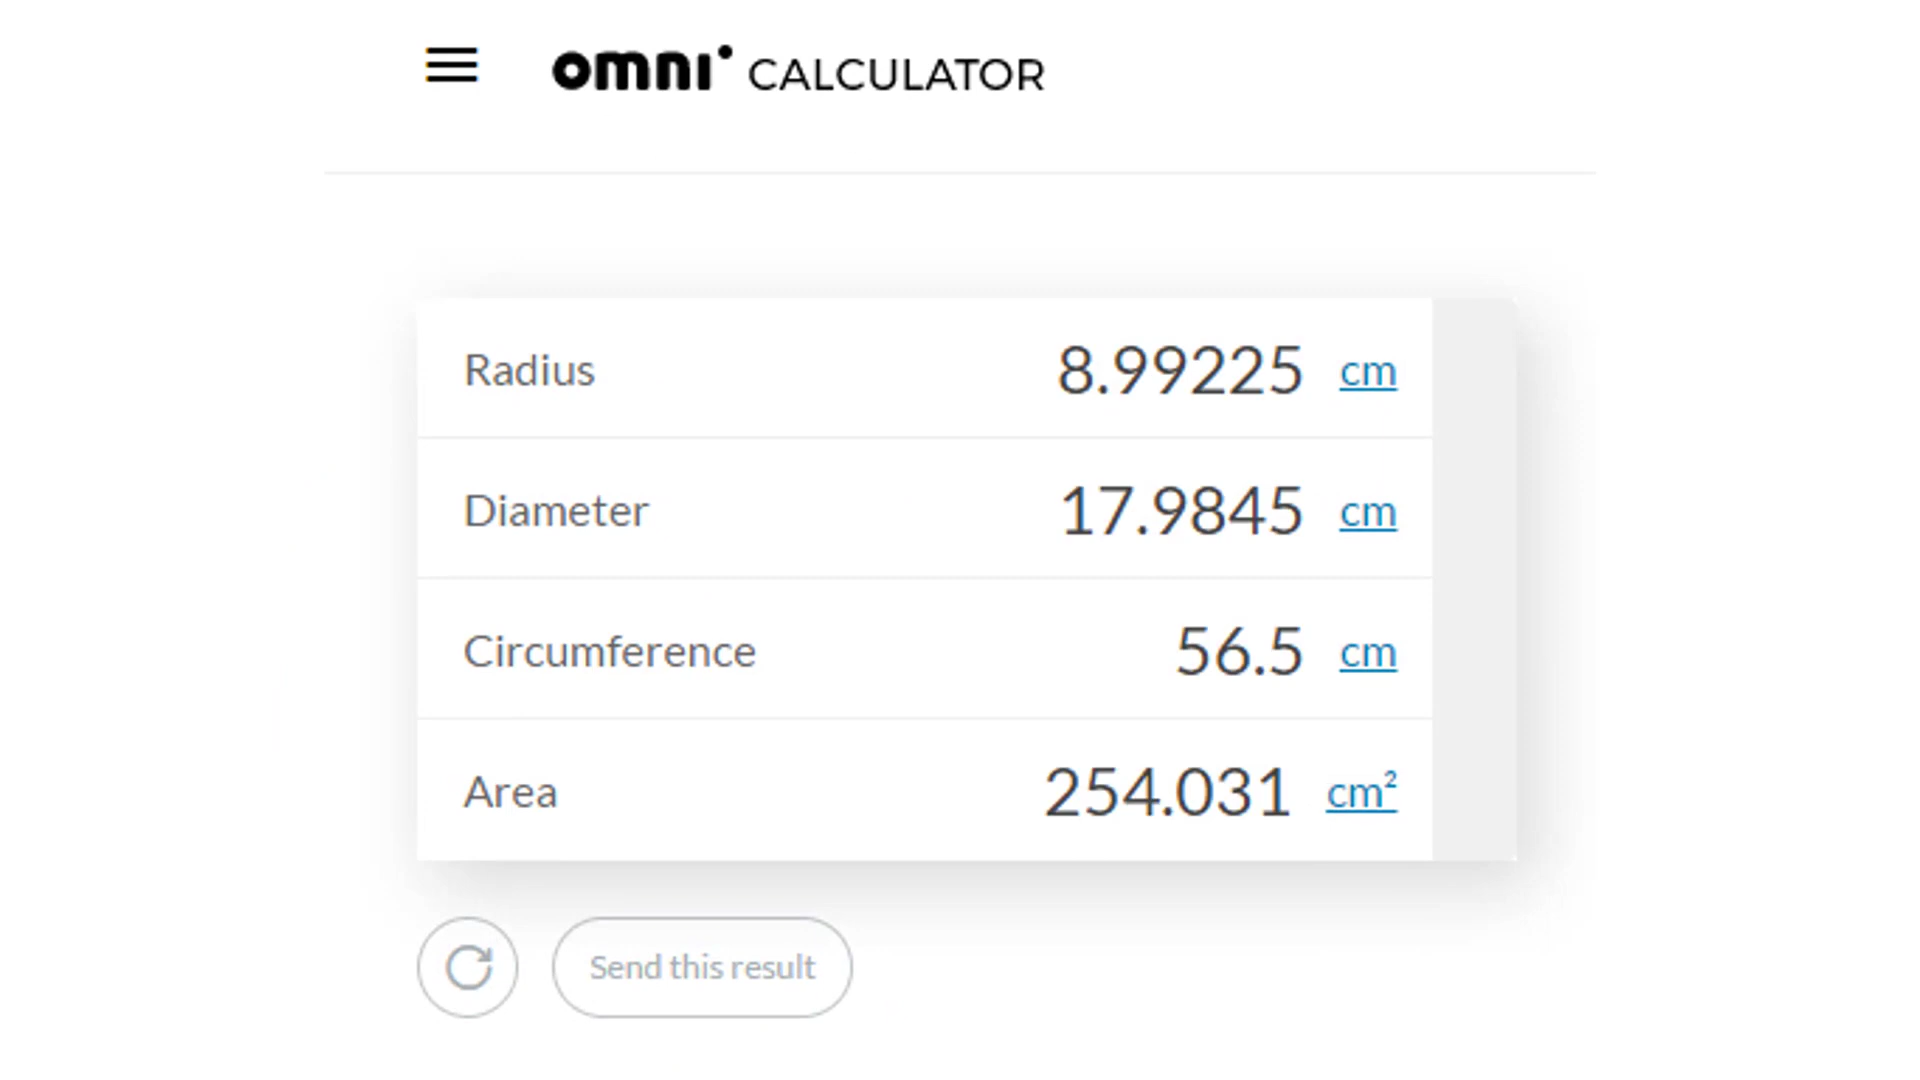 omni CALCULATOR
Radius 8.99225 cm
Diameter 17.9845 cm
Circumference 56.5 cm
Area 254.031 cm²
Send this result